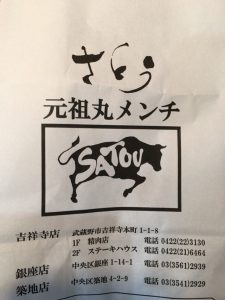 さとう
元祖丸メンチ
SATOU
吉祥寺店 武蔵野市吉祥寺本町 1-1-8
1F 精肉店 電話 0422(22)3130
2F ステーキハウス 電話 0422(21)6464
銀座店 中央区銀座 1-14-1 電話 03(3561)2939
築地店 中央区築地 4-2-9 電話 03(3541)2929